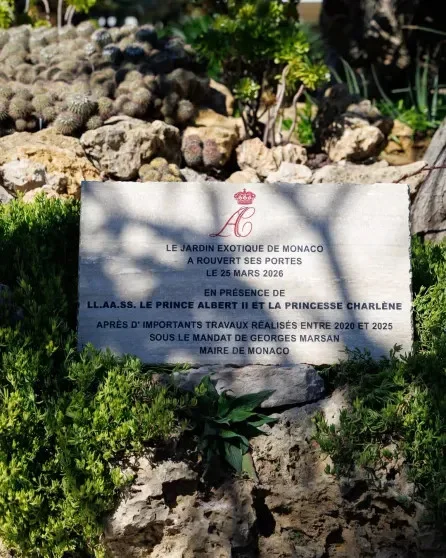 AC
LE JARDIN EXOTIQUE DE MONACO
A ROUVERT SES PORTES
LE 25 MARS 2026
EN PRÉSENCE DE
LL.AA.SS. LE PRINCE ALBERT II ET LA PRINCESSE CHARLÈNE
APRÈS D' IMPORTANTS TRAVAUX RÉALISÉS ENTRE 2020 ET 2025
SOUS LE MANDAT DE GEORGES MARSAN
MAIRE DE MONACO